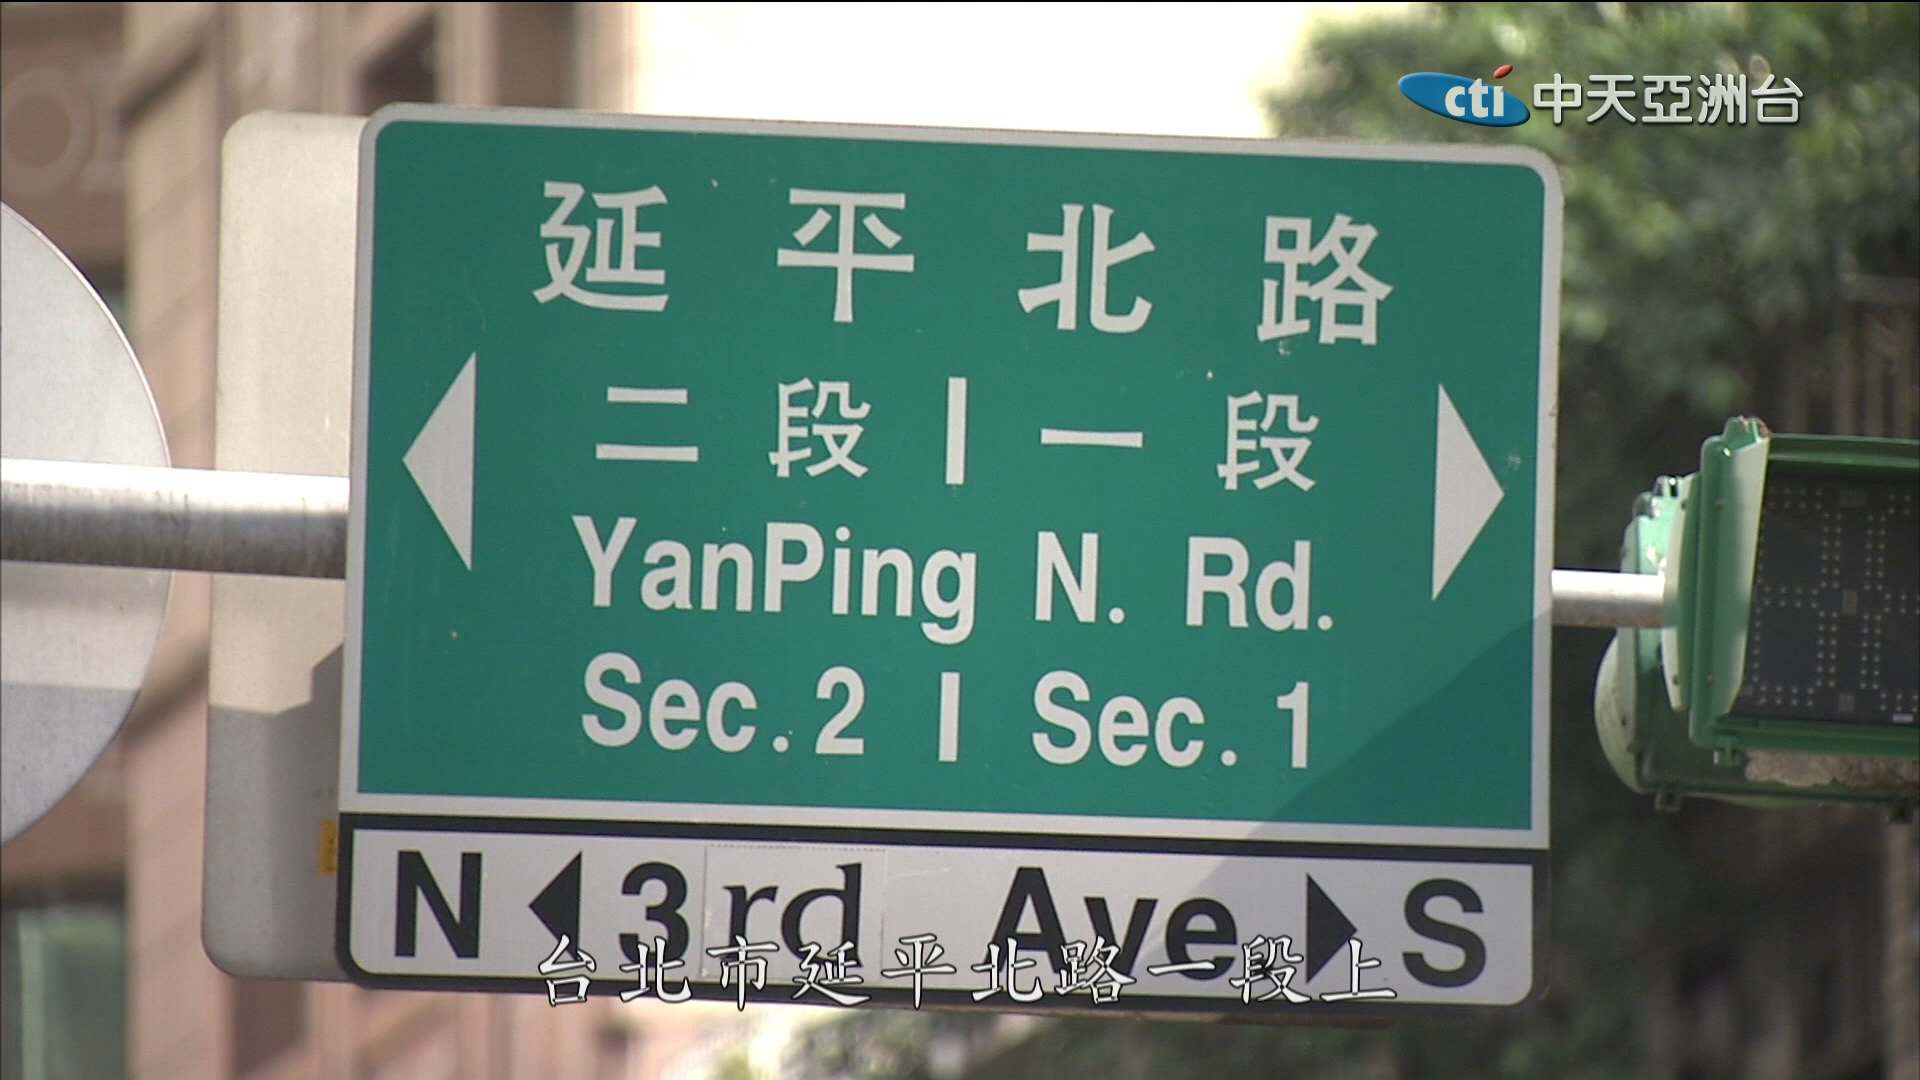 cti 中天亞洲台
延平北路
二段 | 一段
YanPing N. Rd.
Sec. 2 | Sec. 1
N 3rd Ave S
台北市延平北路一段上